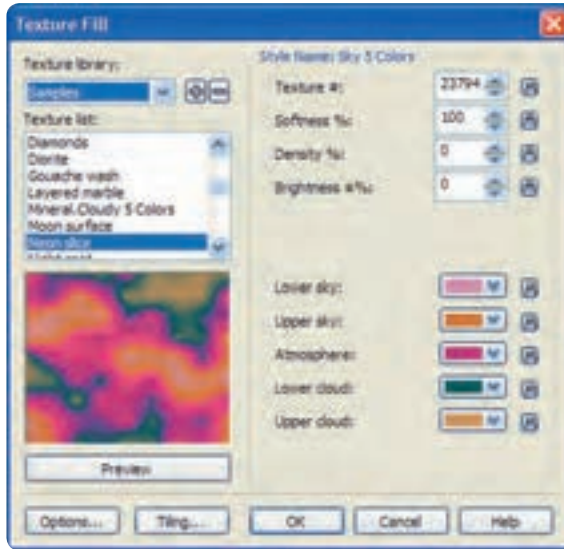 Texture Fill
Texture library:
Samples
Texture list:
Diamonds
Diorite
Gouache wash
Layered marble
Mineral.Cloudy 5 Colors
Moon surface
Neon slice
Preview
Options...
Tiling...
Style Name: Sky 5 Colors
Texture #:
23794
Softness %:
100
Density %:
0
Brightness ±%:
0
Lower sky:
Upper sky:
Atmosphere:
Lower cloud:
Upper cloud:
OK
Cancel
Help